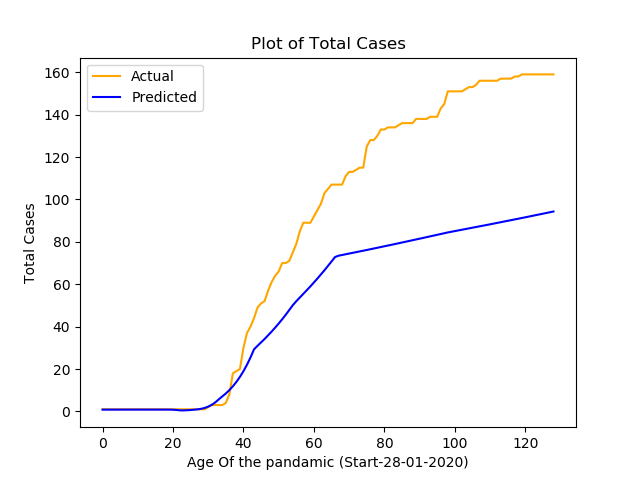 Plot of Total Cases
Actual
Predicted
160
140
120
100
80
60
40
20
0
Total Cases
0 20 40 60 80 100 120
Age Of the pandamic (Start-28-01-2020)